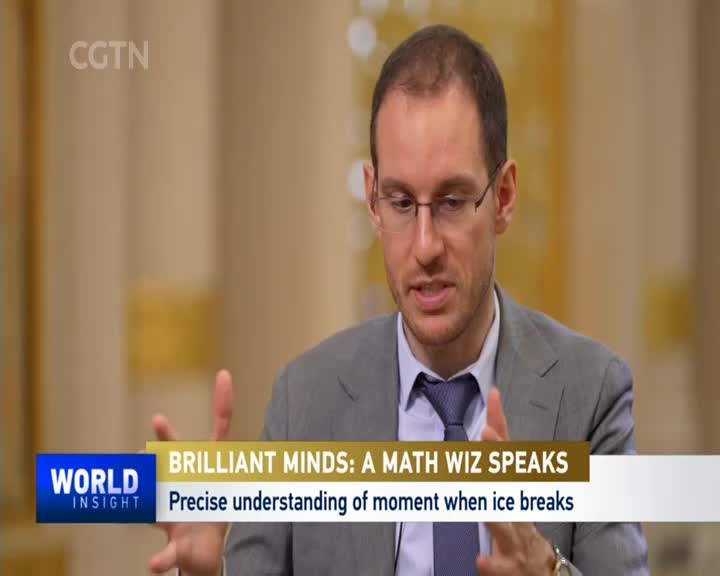 CGTN
BRILLIANT MINDS: A MATH WIZ SPEAKS
WORLD
INSIGHT
Precise understanding of moment when ice breaks